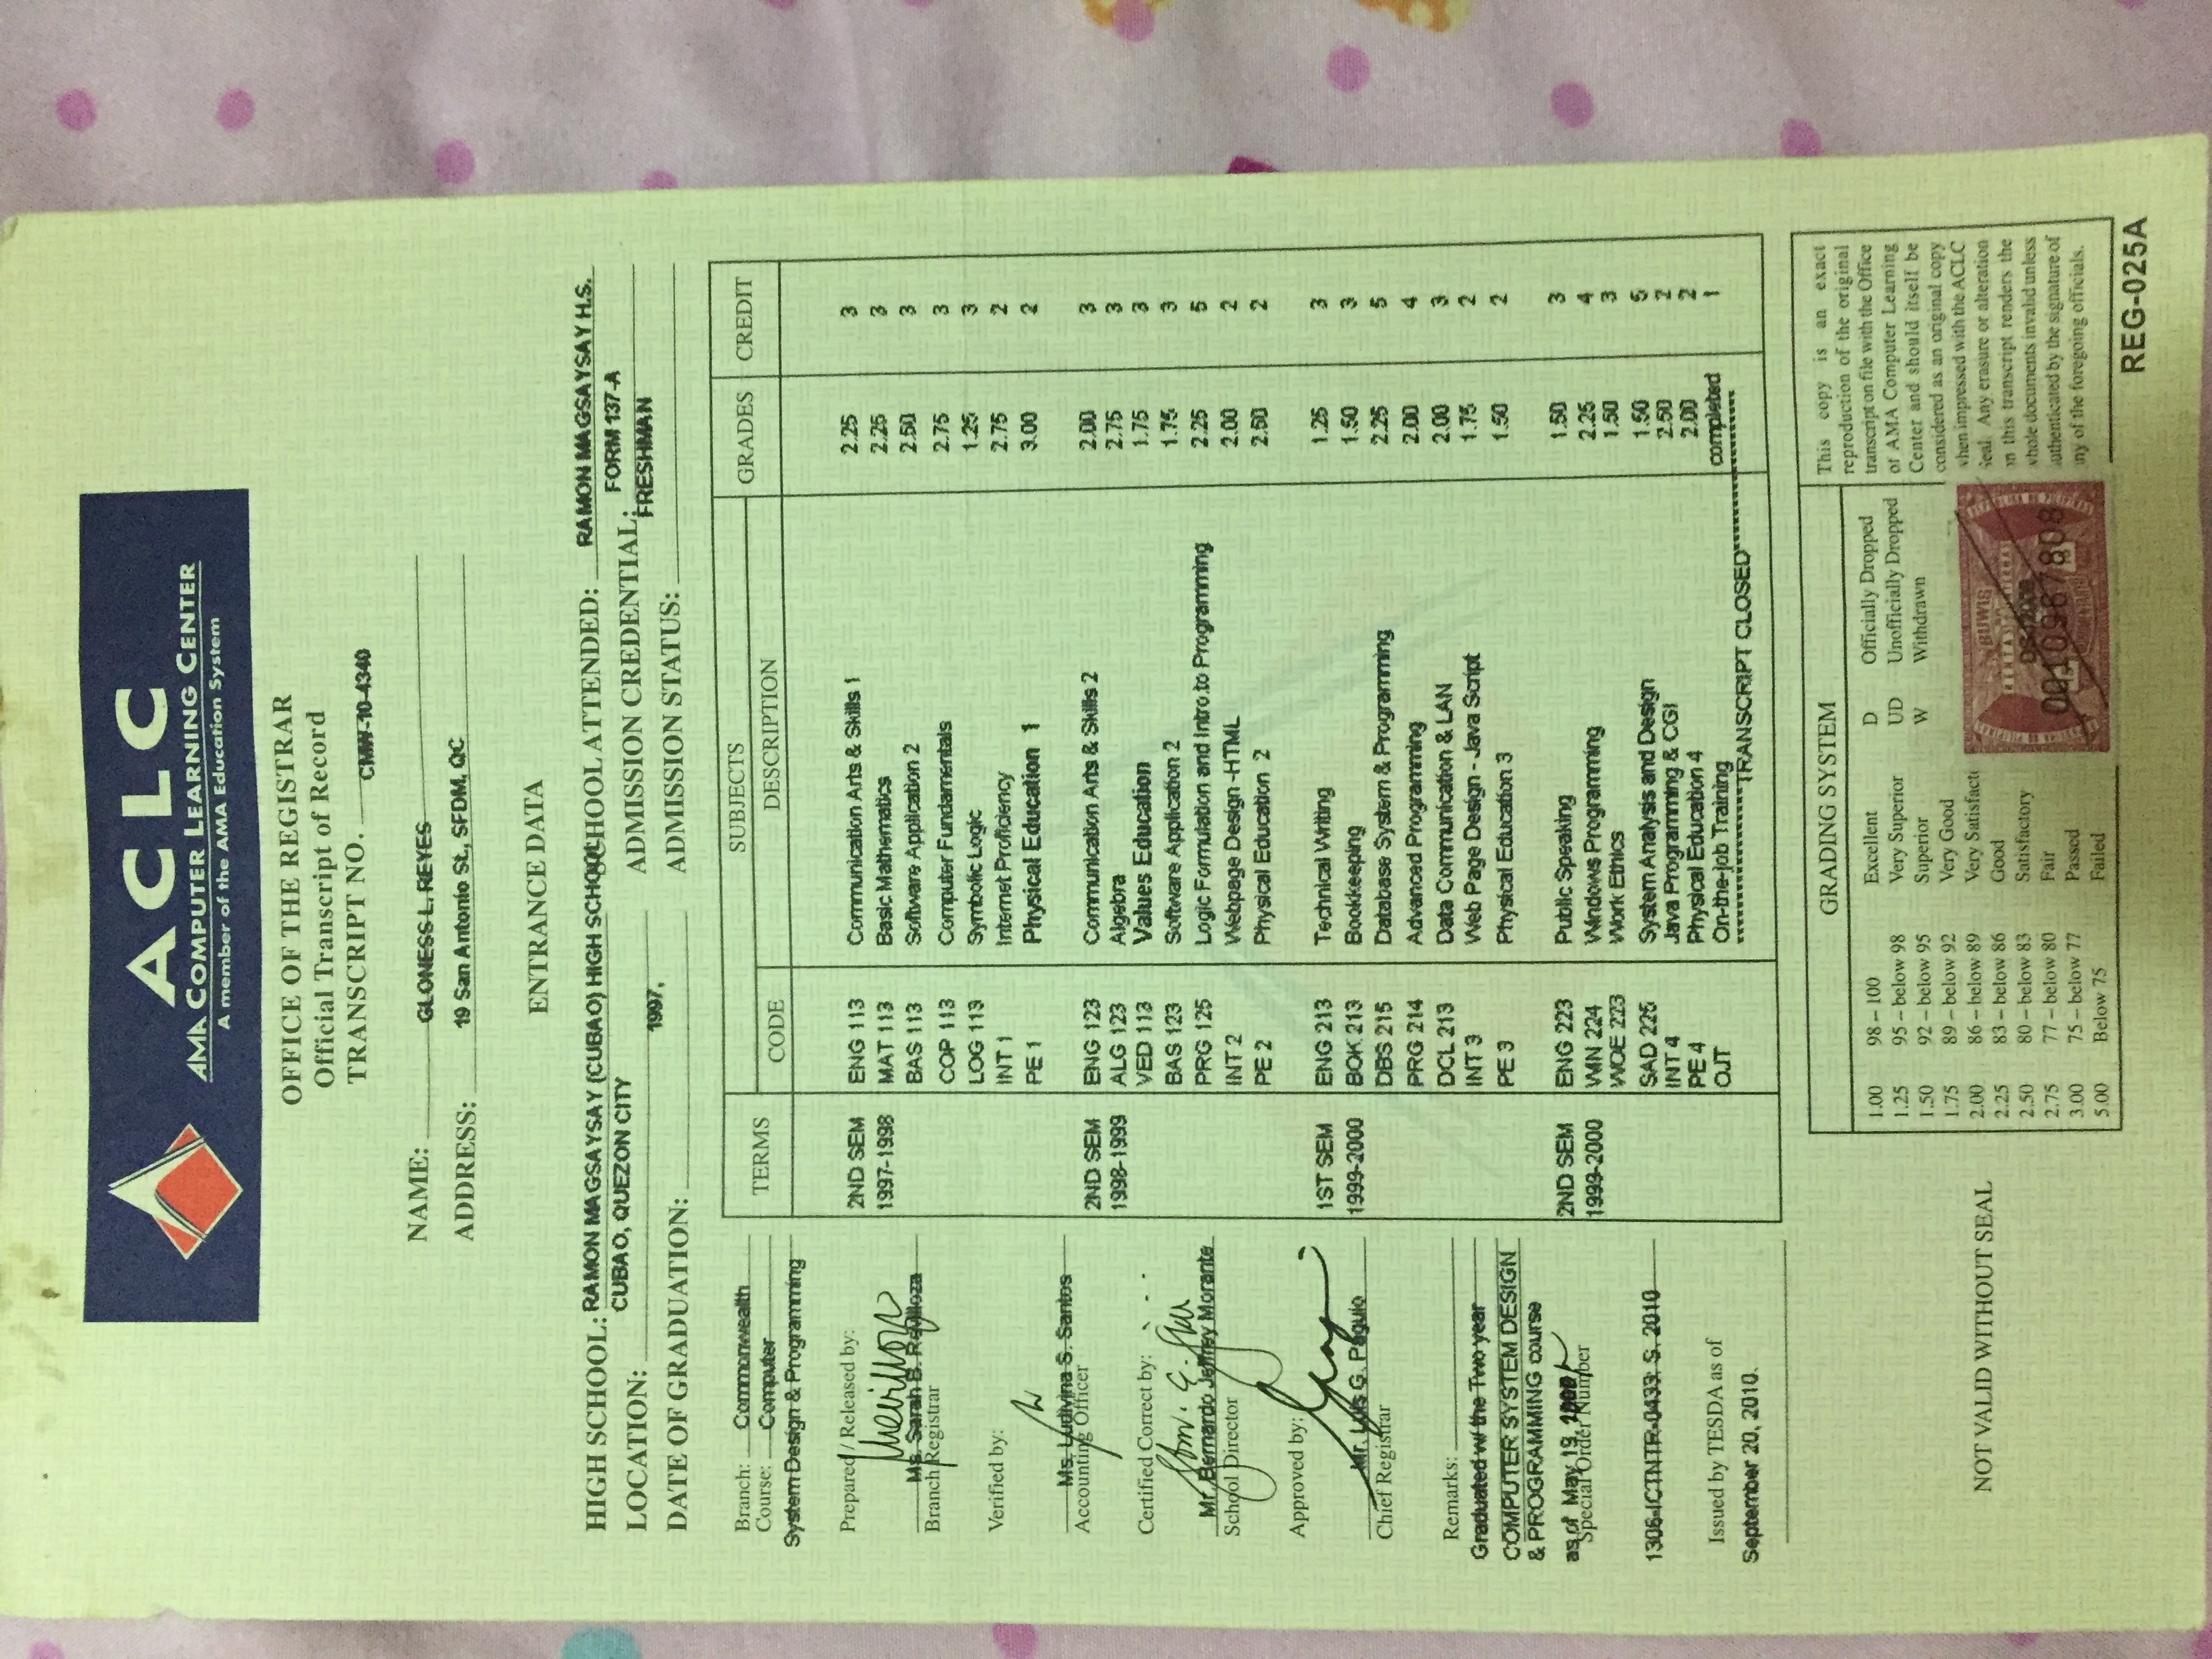 ACLC
AMA COMPUTER LEARNING CENTER
A member of the AMA Education System
OFFICE OF THE REGISTRAR
Official Transcript of Record
TRANSCRIPT NO. CMW-10-4340
NAME: GLONESS L. REYES
ADDRESS: 19 San Antonio St., SFDM, QC
ENTRANCE DATA
HIGH SCHOOL: RAMON MAGSAYSAY (CUBAO) HIGH SCHOOL
SCHOOL ATTENDED: RAMON MAGSAYSAY H.S.
LOCATION: CUBAO, QUEZON CITY
ADMISSION CREDENTIAL: FORM 137-A
DATE OF GRADUATION: 1997,
ADMISSION STATUS: FRESHMAN
Branch: Commonwealth
Course: Computer
System Design & Programming
Prepared / Released by:
Ms. Sarah B. Revilloza
Branch Registrar
Verified by:
Ms. Ludivina S. Santos
Accounting Officer
Certified Correct by:
Mr. Bernardo Jeffrey Morante
School Director
Approved by:
Mr. Luis G. Paguio
Chief Registrar
Remarks:
Graduated w/ the Two year
COMPUTER SYSTEM DESIGN
& PROGRAMMING course
as of May 19,
Special Order Number
1306-ICTNTR-0433; S. 2010
Issued by TESDA as of
September 20, 2010.
TERMS SUBJECTS GRADES CREDIT
CODE DESCRIPTION
2ND SEM ENG 113 Communication Arts & Skills 1 2.25 3
1997-1998 MAT 113 Basic Mathematics 2.25 3
BAS 113 Software Application 2 2.50 3
COP 113 Computer Fundamentals 2.75 3
LOG 113 Symbolic Logic 1.25 3
INT 1 Internet Proficiency 2.75 2
PE 1 Physical Education 1 3.00 2
2ND SEM ENG 123 Communication Arts & Skills 2 2.00 3
1998-1999 ALG 123 Algebra 2.75 3
VED 113 Values Education 1.75 3
BAS 123 Software Application 2 1.75 3
PRG 125 Logic Formulation and Intro.to Programming 2.25 5
INT 2 Webpage Design -HTML 2.00 2
PE 2 Physical Education 2 2.50 2
1ST SEM ENG 213 Technical Writing 1.25 3
1999-2000 BOK 213 Bookkeeping 1.50 3
DBS 215 Database System & Programming 2.25 5
PRG 214 Advanced Programming 2.00 4
DCL 213 Data Communication & LAN 2.00 3
INT 3 Web Page Design - Java Script 1.75 2
PE 3 Physical Education 3 1.50 2
2ND SEM ENG 223 Public Speaking 1.50 3
1999-2000 WIN 224 Windows Programming 2.25 4
WOE 223 Work Ethics 1.50 3
SAD 225 System Analysis and Design 1.50 5
INT 4 Java Programming & CGI 2.50 2
PE 4 Physical Education 4 2.00 2
OJT On-the-job Training completed 1
******************TRANSCRIPT CLOSED******************
NOT VALID WITHOUT SEAL
GRADING SYSTEM
1.00 98 – 100 Excellent D Officially Dropped
1.25 95 – below 98 Very Superior UD Unofficially Dropped
1.50 92 – below 95 Superior W Withdrawn
1.75 89 – below 92 Very Good
2.00 86 – below 89 Very Satisfact
2.25 83 – below 86 Good
2.50 80 – below 83 Satisfactory
2.75 77 – below 80 Fair
3.00 75 – below 77 Passed
5.00 Below 75 Failed
BUWIS
0010987808
This copy is an exact
reproduction of the original
transcript on file with the Office
of AMA Computer Learning
Center and should itself be
considered as an original copy
when impressed with the ACLC
seal. Any erasure or alteration
on this transcript renders the
whole documents invalid unless
authenticated by the signature of
any of the foregoing officials.
REG-025A